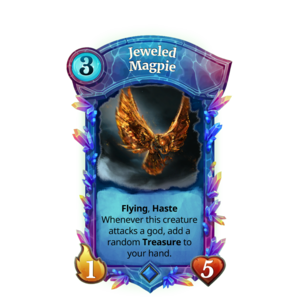 3
Jeweled
Magpie
Flying, Haste
Whenever this creature
attacks a god, add a
random Treasure to
your hand.
1
5